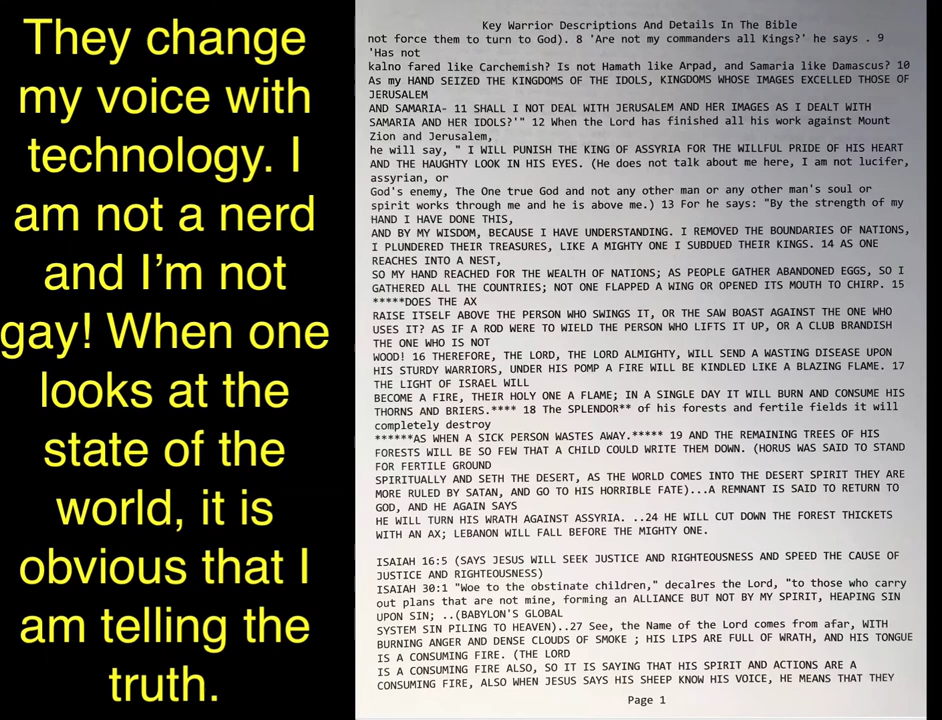 They change
my voice with
technology. I
am not a nerd
and I’m not
gay! When one
looks at the
state of the
world, it is
obvious that I
am telling the
truth.
Key Warrior Descriptions And Details In The Bible
not force them to turn to God). 8 'Are not my commanders all Kings?' he says . 9
'Has not
kalno fared like Carchemish? Is not Hamath like Arpad, and Samaria like Damascus? 10
As my HAND SEIZED THE KINGDOMS OF THE IDOLS, KINGDOMS WHOSE IMAGES EXCELLED THOSE OF
JERUSALEM
AND SAMARIA- 11 SHALL I NOT DEAL WITH JERUSALEM AND HER IMAGES AS I DEALT WITH
SAMARIA AND HER IDOLS?'" 12 When the Lord has finished all his work against Mount
Zion and Jerusalem,
he will say, " I WILL PUNISH THE KING OF ASSYRIA FOR THE WILLFUL PRIDE OF HIS HEART
AND THE HAUGHTY LOOK IN HIS EYES. (He does not talk about me here, I am not lucifer,
assyrian, or
God's enemy, The One true God and not any other man or any other man's soul or
spirit works through me and he is above me.) 13 For he says: "By the strength of my
HAND I HAVE DONE THIS,
AND BY MY WISDOM, BECAUSE I HAVE UNDERSTANDING. I REMOVED THE BOUNDARIES OF NATIONS,
I PLUNDERED THEIR TREASURES, LIKE A MIGHTY ONE I SUBDUED THEIR KINGS. 14 AS ONE
REACHES INTO A NEST,
SO MY HAND REACHED FOR THE WEALTH OF NATIONS; AS PEOPLE GATHER ABANDONED EGGS, SO I
GATHERED ALL THE COUNTRIES; NOT ONE FLAPPED A WING OR OPENED ITS MOUTH TO CHIRP. 15
*****DOES THE AX
RAISE ITSELF ABOVE THE PERSON WHO SWINGS IT, OR THE SAW BOAST AGAINST THE ONE WHO
USES IT? AS IF A ROD WERE TO WIELD THE PERSON WHO LIFTS IT UP, OR A CLUB BRANDISH
THE ONE WHO IS NOT
WOOD! 16 THEREFORE, THE LORD, THE LORD ALMIGHTY, WILL SEND A WASTING DISEASE UPON
HIS STURDY WARRIORS, UNDER HIS POMP A FIRE WILL BE KINDLED LIKE A BLAZING FLAME. 17
THE LIGHT OF ISRAEL WILL
BECOME A FIRE, THEIR HOLY ONE A FLAME; IN A SINGLE DAY IT WILL BURN AND CONSUME HIS
THORNS AND BRIERS.**** 18 The SPLENDOR** of his forests and fertile fields it will
completely destroy
******AS WHEN A SICK PERSON WASTES AWAY.***** 19 AND THE REMAINING TREES OF HIS
FORESTS WILL BE SO FEW THAT A CHILD COULD WRITE THEM DOWN. (HORUS WAS SAID TO STAND
FOR FERTILE GROUND
SPIRITUALLY AND SETH THE DESERT, AS THE WORLD COMES INTO THE DESERT SPIRIT THEY ARE
MORE RULED BY SATAN, AND GO TO HIS HORRIBLE FATE)...A REMNANT IS SAID TO RETURN TO
GOD, AND HE AGAIN SAYS
HE WILL TURN HIS WRATH AGAINST ASSYRIA. ..24 HE WILL CUT DOWN THE FOREST THICKETS
WITH AN AX; LEBANON WILL FALL BEFORE THE MIGHTY ONE.
ISAIAH 16:5 (SAYS JESUS WILL SEEK JUSTICE AND RIGHTEOUSNESS AND SPEED THE CAUSE OF
JUSTICE AND RIGHTEOUSNESS)
ISAIAH 30:1 "Woe to the obstinate children," decalres the Lord, "to those who carry
out plans that are not mine, forming an ALLIANCE BUT NOT BY MY SPIRIT, HEAPING SIN
UPON SIN; ..(BABYLON'S GLOBAL
SYSTEM SIN PILING TO HEAVEN)..27 See, the Name of the Lord comes from afar, WITH
BURNING ANGER AND DENSE CLOUDS OF SMOKE ; HIS LIPS ARE FULL OF WRATH, AND HIS TONGUE
IS A CONSUMING FIRE. (THE LORD
IS A CONSUMING FIRE ALSO, SO IT IS SAYING THAT HIS SPIRIT AND ACTIONS ARE A
CONSUMING FIRE, ALSO WHEN JESUS SAYS HIS SHEEP KNOW HIS VOICE, HE MEANS THAT THEY
Page 1